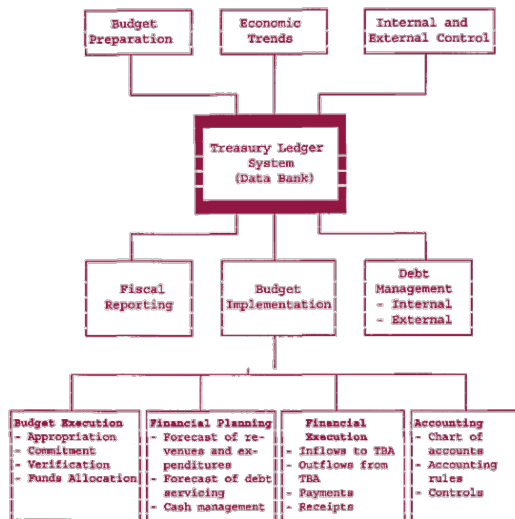 Budget
Preparation
Economic
Trends
Internal and
External Control
Treasury Ledger
System
(Data Bank)
Fiscal
Reporting
Budget
Implementation
Debt
Management
- Internal
- External
Budget Execution
- Appropriation
- Commitment
- Verification
- Funds Allocation
Financial Planning
- Forecast of re-
venues and ex-
penditures
- Forecast of debt
servicing
- Cash management
Financial
Execution
- Inflows to TBA
- Outflows from
TBA
- Payments
- Receipts
Accounting
- Chart of
accounts
- Accounting
rules
- Controls